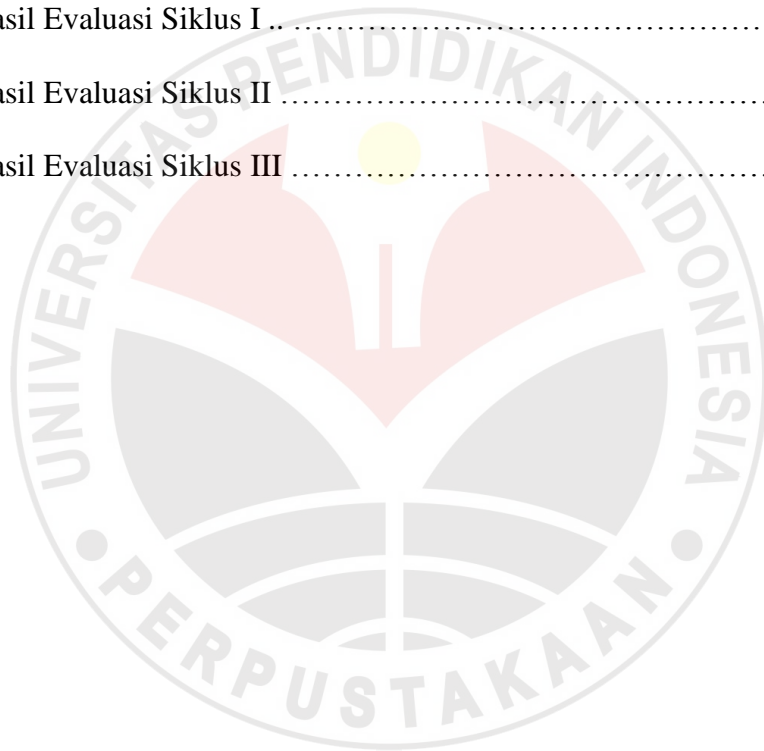 asil Evaluasi Siklus I .. ……………………………………
asil Evaluasi Siklus II ……………………………………
asil Evaluasi Siklus III ……………………………………
UNIVERSITAS PENDIDIKAN INDONESIA
PERPUSTAKAAN